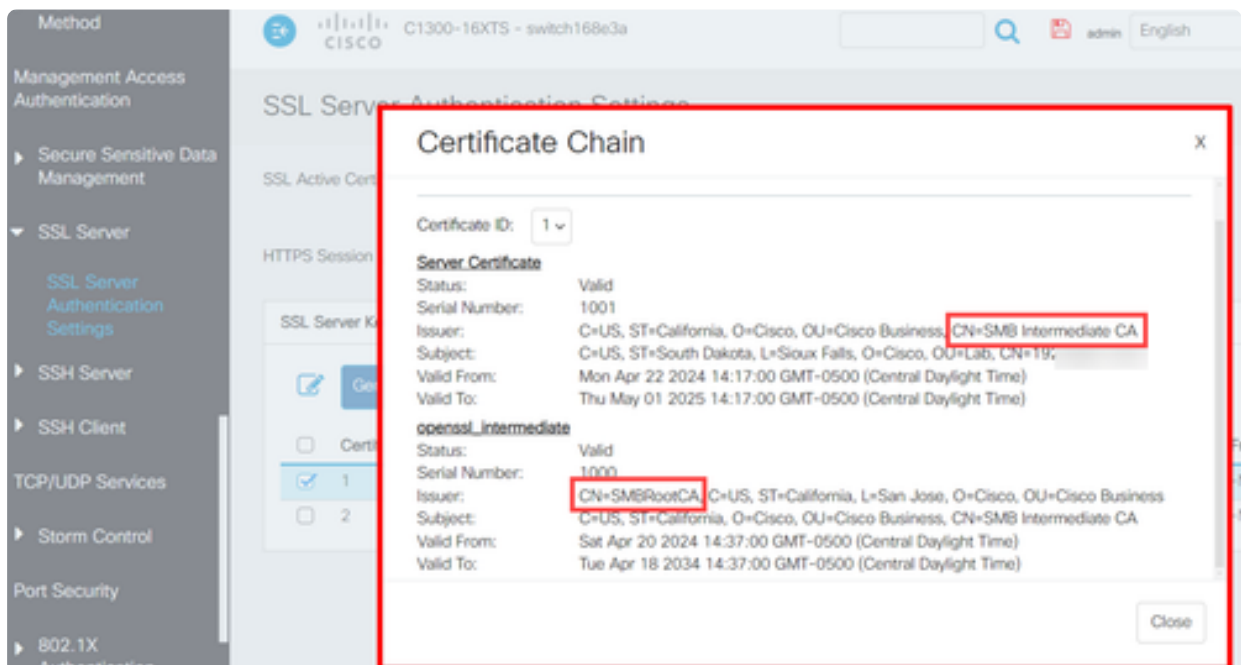 Method
Management Access
Authentication
Secure Sensitive Data
Management
SSL Server
SSL Server
Authentication
Settings
SSH Server
SSH Client
TCP/UDP Services
Storm Control
Port Security
802.1X
CISCO
C1300-16XTS - switch168e3a
admin
English
SSL Server Authentication Settings
SSL Active Cert
HTTPS Session
SSL Server
Certi
1
2
Certificate Chain
X
Certificate ID: 1
Server Certificate
Status: Valid
Serial Number: 1001
Issuer: C=US, ST=California, O=Cisco, OU=Cisco Business, CN=SMB Intermediate CA
Subject: C=US, ST=South Dakota, L=Sioux Falls, O=Cisco, OU=Lab, CN=192
Valid From: Mon Apr 22 2024 14:17:00 GMT-0500 (Central Daylight Time)
Valid To: Thu May 01 2025 14:17:00 GMT-0500 (Central Daylight Time)
openssl_intermediate
Status: Valid
Serial Number: 1000
Issuer: CN=SMBRootCA, C=US, ST=California, L=San Jose, O=Cisco, OU=Cisco Business
Subject: C=US, ST=California, O=Cisco, OU=Cisco Business, CN=SMB Intermediate CA
Valid From: Sat Apr 20 2024 14:37:00 GMT-0500 (Central Daylight Time)
Valid To: Tue Apr 18 2034 14:37:00 GMT-0500 (Central Daylight Time)
Close